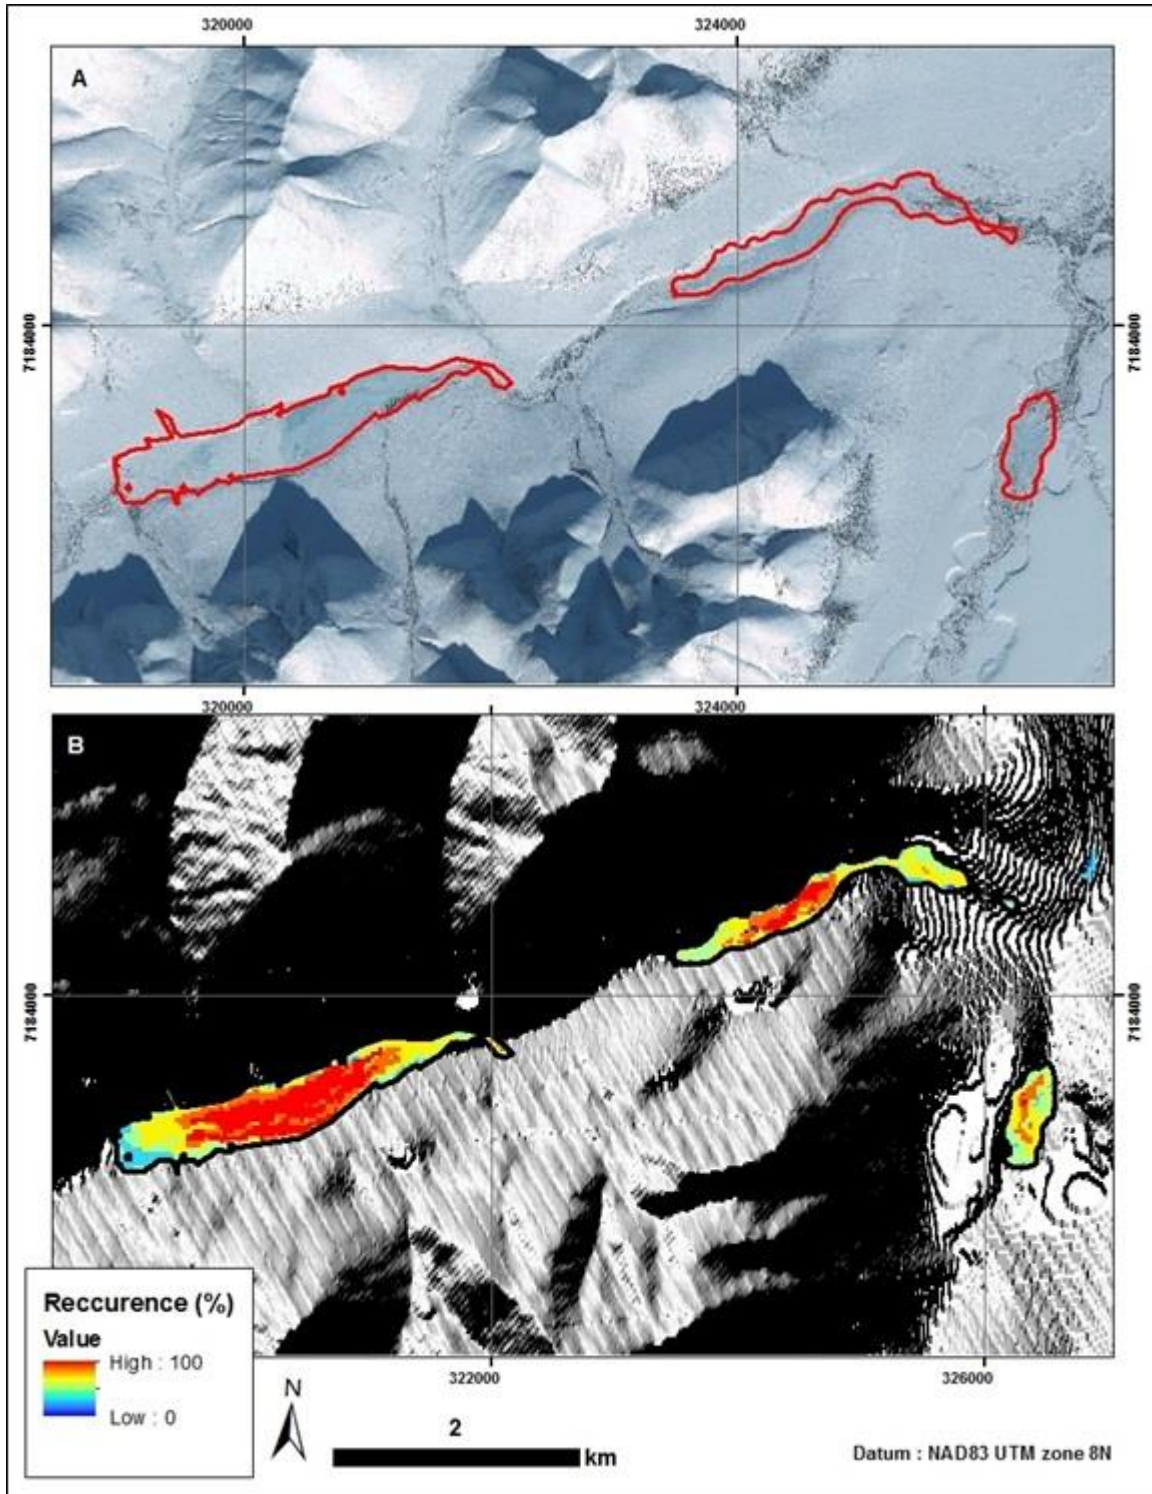 320000 324000
A
7184000 7184000
320000 324000
B
7184000 7184000
Reccurence (%)
Value
High : 100
Low : 0
322000 326000
N
2
km
Datum : NAD83 UTM zone 8N